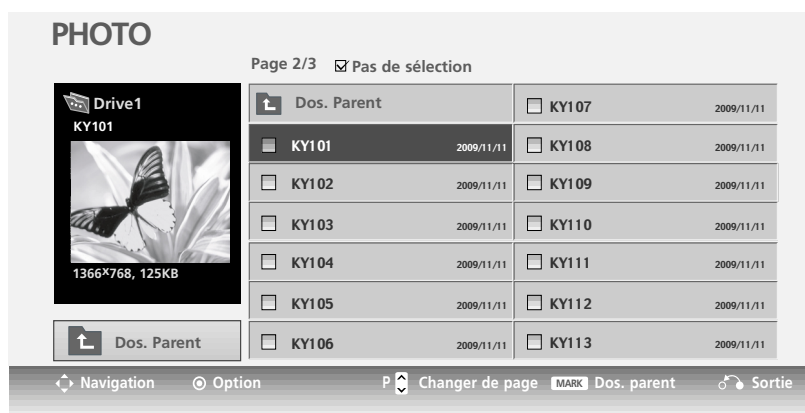 PHOTO
Page 2/3 Pas de sélection
Drive1
KY101
1366x768, 125KB
Dos. Parent
Dos. Parent
KY101 2009/11/11
KY102 2009/11/11
KY103 2009/11/11
KY104 2009/11/11
KY105 2009/11/11
KY106 2009/11/11
KY107 2009/11/11
KY108 2009/11/11
KY109 2009/11/11
KY110 2009/11/11
KY111 2009/11/11
KY112 2009/11/11
KY113 2009/11/11
Navigation Option P Changer de page MARK Dos. parent Sortie